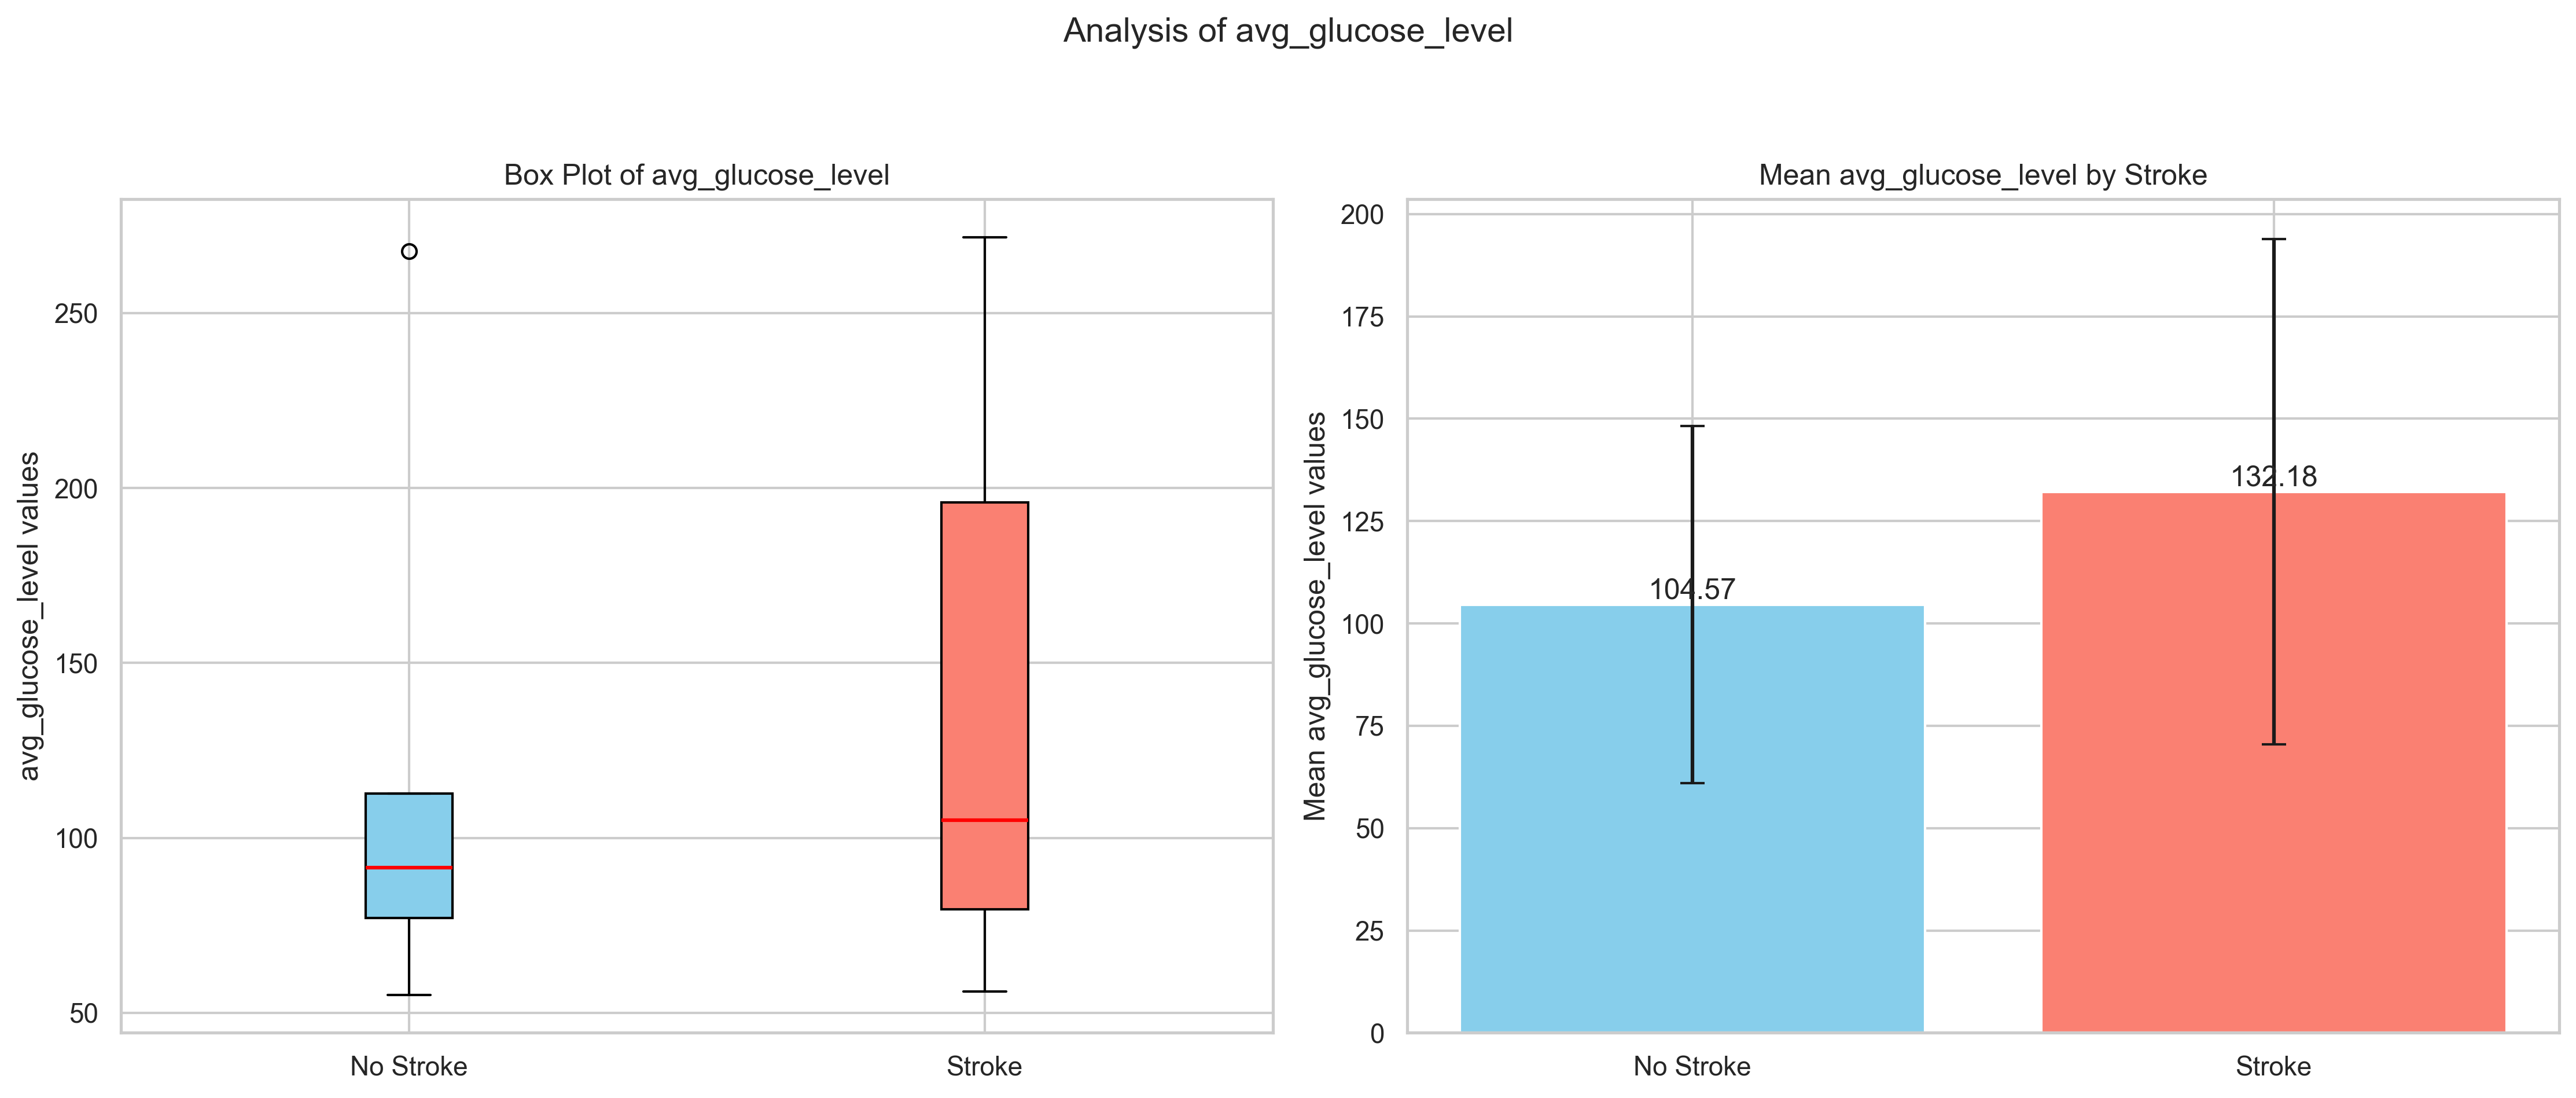 Analysis of avg_glucose_level
Box Plot of avg_glucose_level
avg_glucose_level values
250
200
150
100
50
No Stroke
Stroke
Mean avg_glucose_level by Stroke
Mean avg_glucose_level values
200
175
150
125
100
75
50
25
0
104.57
132.18
No Stroke
Stroke